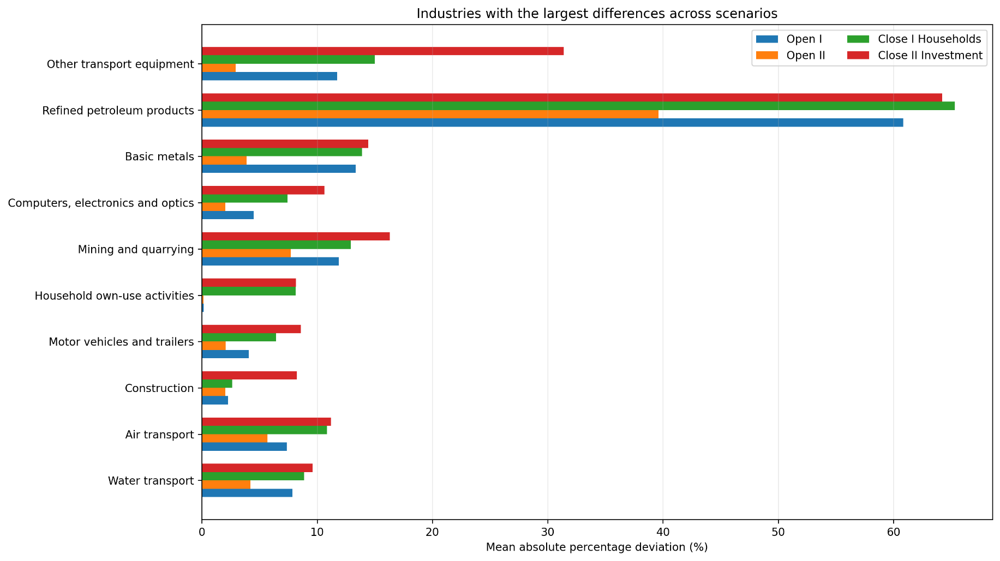 Industries with the largest differences across scenarios
Open I
Open II
Close I Households
Close II Investment
Other transport equipment
Refined petroleum products
Basic metals
Computers, electronics and optics
Mining and quarrying
Household own-use activities
Motor vehicles and trailers
Construction
Air transport
Water transport
0 10 20 30 40 50 60
Mean absolute percentage deviation (%)